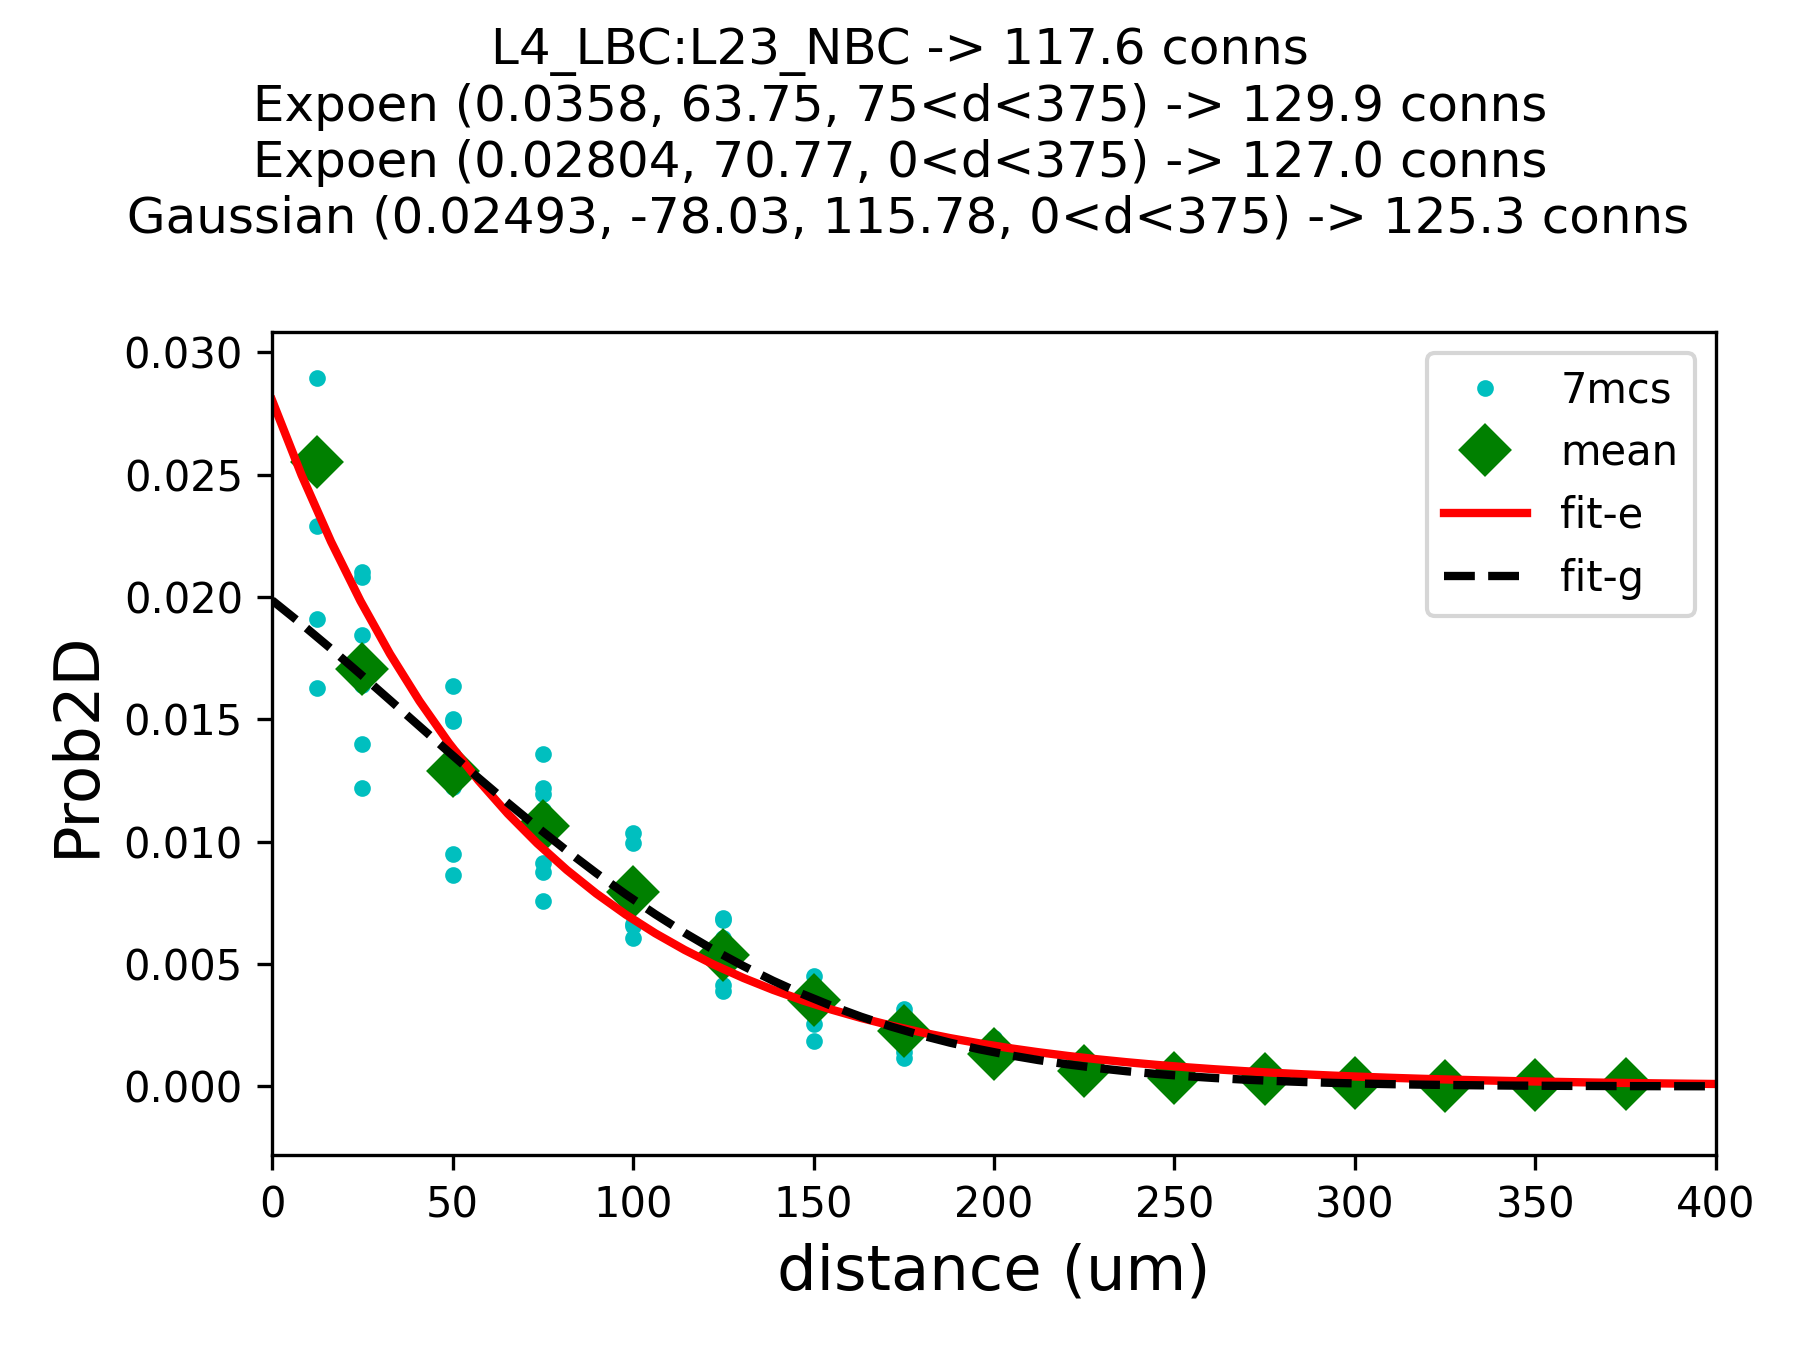 L4_LBC:L23_NBC -> 117.6 conns
Expoen (0.0358, 63.75, 75<d<375) -> 129.9 conns
Expoen (0.02804, 70.77, 0<d<375) -> 127.0 conns
Gaussian (0.02493, -78.03, 115.78, 0<d<375) -> 125.3 conns
0.030
0.025
0.020
0.015
0.010
0.005
0.000
Prob2D
7mcs
mean
fit-e
fit-g
0 50 100 150 200 250 300 350 400
distance (um)